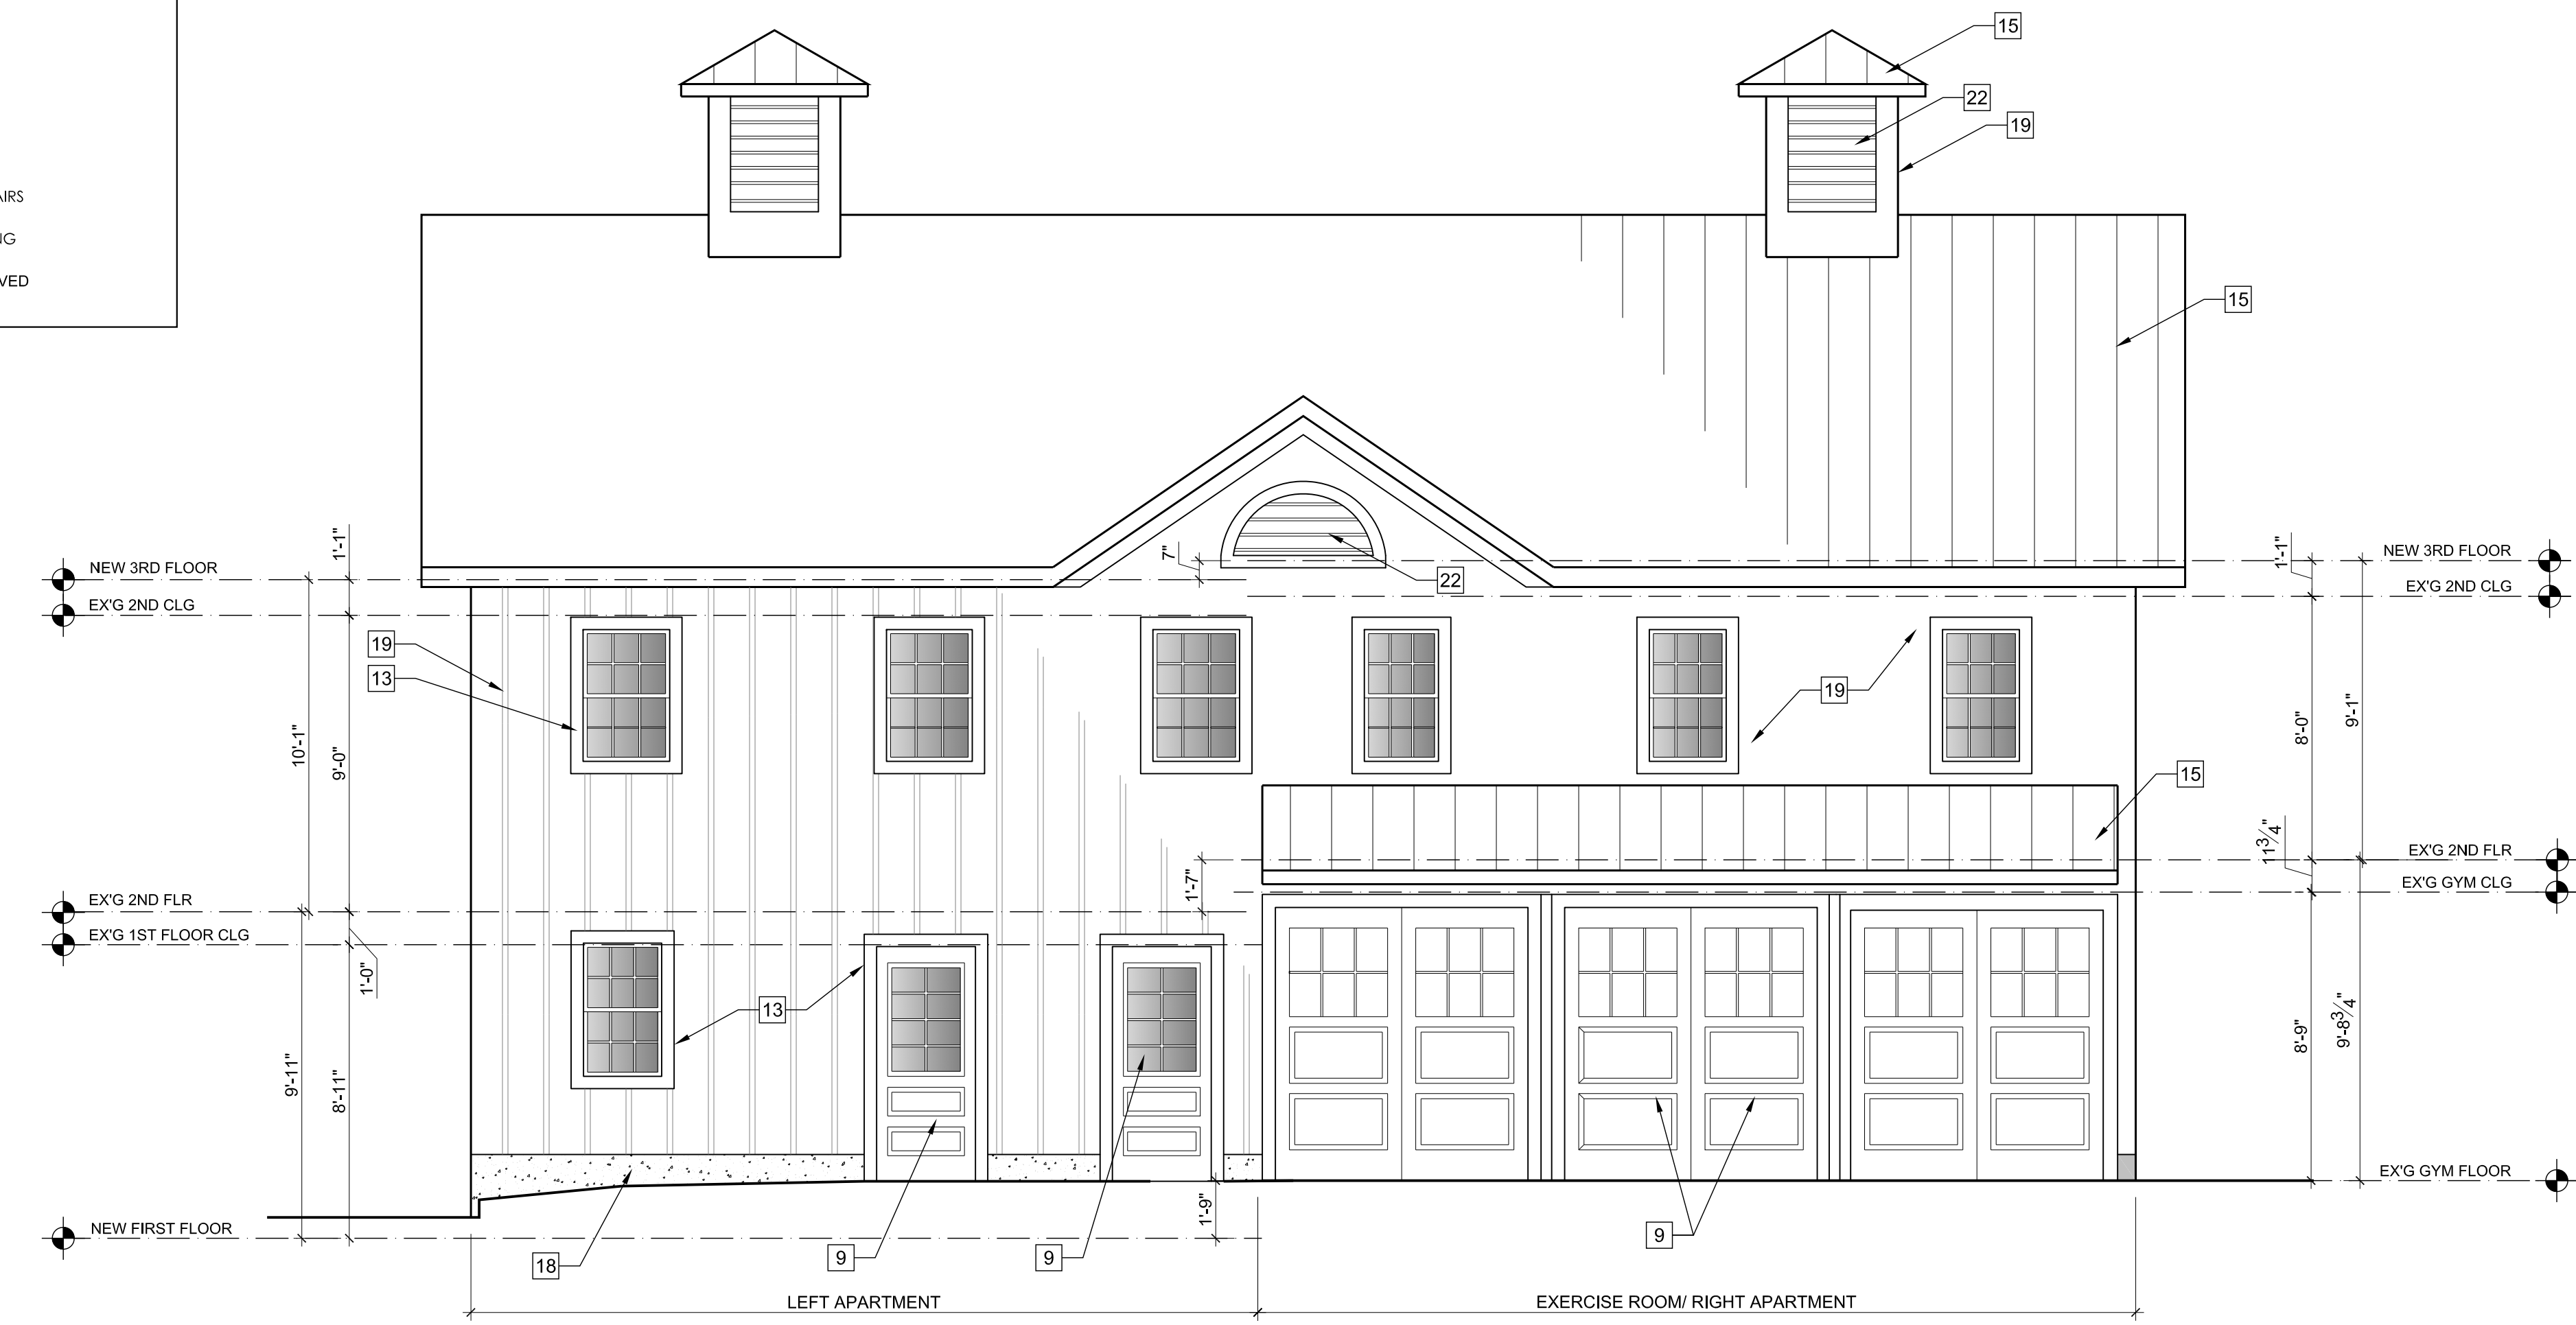 AIRS
NG
VED
15
22
19
15
1'-1"
NEW 3RD FLOOR
EX'G 2ND CLG
7"
22
1'-1"
NEW 3RD FLOOR
EX'G 2ND CLG
19
13
19
10'-1"
9'-0"
8'-0"
9'-1"
15
11 3/4"
EX'G 2ND FLR
EX'G GYM CLG
1'-7"
EX'G 2ND FLR
EX'G 1ST FLOOR CLG
1'-0"
13
9'-11"
8'-11"
8'-9"
9'-8 3/4"
EX'G GYM FLOOR
1'-9"
NEW FIRST FLOOR
18
9
9
9
LEFT APARTMENT
EXERCISE ROOM/ RIGHT APARTMENT